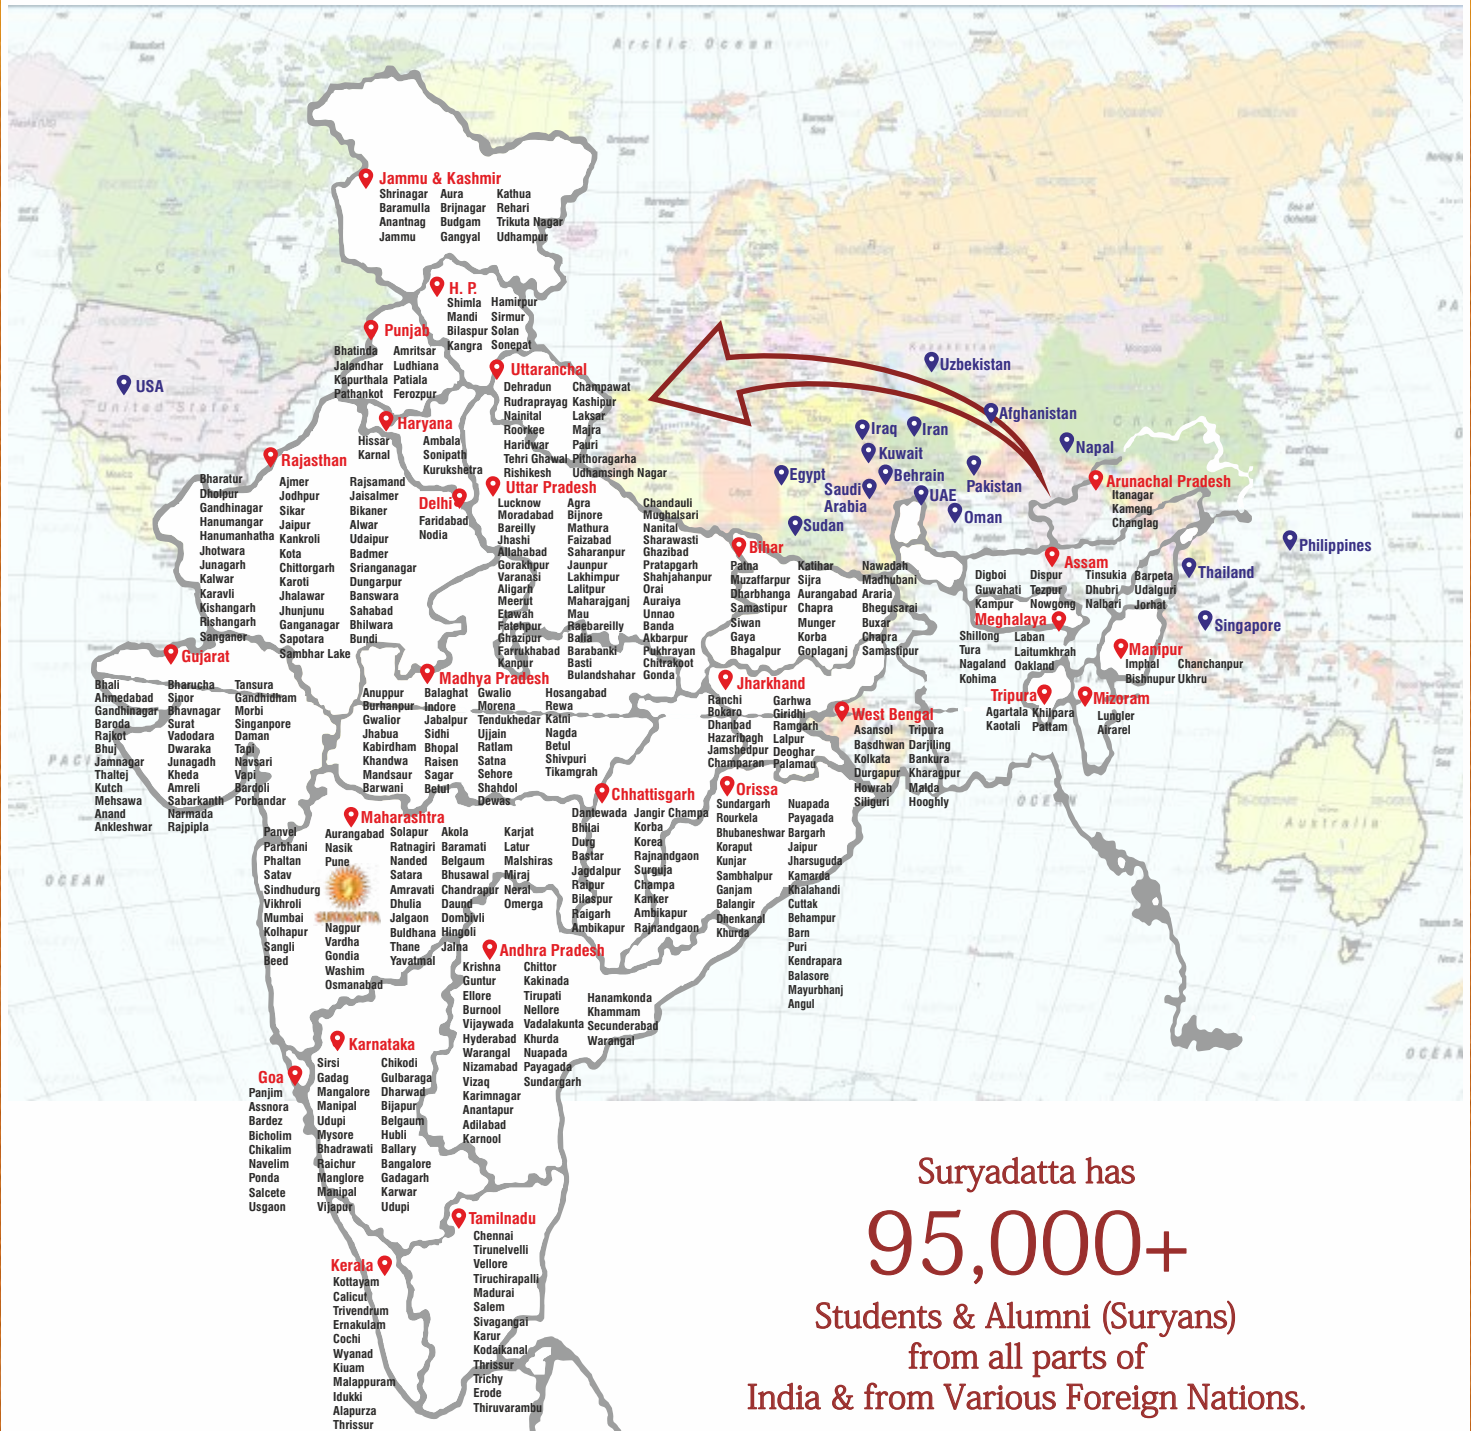 Arctic Ocean
Jammu & Kashmir
Shrinagar Aura Kathua
Baramulla Brijnagar Rehari
Anantnag Budgam Trikuta Nagar
Jammu Gangyal Udhampur
H. P.
Shimla Hamirpur
Mandi Sirmur
Bilaspur Solan
Kangra Sonepat
Punjab
Bhatinda Amritsar
Jalandhar Ludhiana
Kapurthala Patiala
Pathankot Ferozpur
Uttaranchal
Dehradun Champawat
Rudraprayag Kashipur
Nainital Laksar
Roorkee Majra
Haridwar Pauri
Tehri Ghawal Pithoragarha
Rishikesh Udhamsingh Nagar
Haryana
Hissar Ambala
Karnal Sonipath
Kurukshetra
Delhi
Faridabad
Nodia
Rajasthan
Bharatur
Dholpur
Gandhinagar
Hanumangar
Hanumanhatha
Jhotwara
Junagarh
Kalwar
Karavli
Kishangarh
Rishangarh
Sanganer
Ajmer
Jodhpur
Sikar
Jaipur
Kankroli
Kota
Chittorgarh
Karoti
Jhalawar
Jhunjunu
Ganganagar
Sapotara
Sambhar Lake
Rajsamand
Jaisalmer
Bikaner
Alwar
Udaipur
Badmer
Srianganagar
Dungarpur
Banswara
Sahabad
Bhilwara
Bundi
Uttar Pradesh
Lucknow Agra Chandauli
Moradabad Bijnore Mughalsari
Bareilly Mathura Nanital
Jhashi Faizabad Sharawasti
Allahabad Saharanpur Ghazibad
Gorakhpur Jaunpur Pratapgarh
Varanasi Lakhimpur Shahjahanpur
Aligarh Lalitpur Orai
Meerut Maharajganj Auraiya
Etawah Mau Unnao
Fatehpur Raebareilly Banda
Ghazipur Balia Akbarpur
Farrukhabad Barabanki Pukhrayan
Kanpur Basti Chitrakoot
Bulandshahar Gonda
USA
United States
Canada
Uzbekistan
Afghanistan
Napal
Iraq
Iran
Kuwait
Behrain
Pakistan
Egypt
Saudi
Arabia
UAE
Oman
Sudan
Philippines
Thailand
Singapore
Arunachal Pradesh
Itanagar
Kameng
Changlag
Bihar
Patna Katihar Nawadah
Muzaffarpur Sijra Madhubani
Dharbhanga Aurangabad Araria
Samastipur Chapra Bhegusarai
Siwan Munger Buxar
Gaya Korba Chapra
Bhagalpur Goplaganj Samastipur
Assam
Digboi Dispur Tinsukia Barpeta
Guwahati Tezpur Dhubri Udalguri
Kampur Nowgong Nalbari Jorhat
Meghalaya
Shillong Laban
Tura Laitumkhrah
Nagaland Oakland
Kohima
Manipur
Imphal Chanchanpur
Bishnupur Ukhru
Tripura
Agartala Khilpara
Kaotali Pattam
Mizoram
Lungler
Airarel
Gujarat
Bhali Bharucha Tansura
Ahmedabad Sinor Gandhidham
Gandhinagar Bhavnagar Morbi
Baroda Surat Singanpore
Rajkot Vadodara Daman
Bhuj Dwaraka Tapi
Jamnagar Junagadh Navsari
Thaltej Kheda Vapi
Kutch Amreli Bardoli
Mehsawa Sabarkanth Porbandar
Anand Narmada
Ankleshwar Rajpipla
Madhya Pradesh
Anuppur Balaghat Gwalio Hosangabad
Burhanpur Indore Morena Rewa
Gwalior Jabalpur Tendukhedar Katni
Jhabua Sidhi Ujjain Nagda
Kabirdham Bhopal Ratlam Betul
Khandwa Raisen Satna Shivpuri
Mandsaur Sagar Sehore Tikamgrah
Barwani Betul Shahdol
Dewas
Jharkhand
Ranchi Garhwa
Bokaro Giridhi
Dhanbad Ramgarh
Hazaribagh Lalpur
Jamshedpur Deoghar
Champaran Palamau
West Bengal
Asansol Tripura
Basdhwan Darjiling
Kolkata Bankura
Durgapur Kharagpur
Howrah Malda
Siliguri Hooghly
Chhattisgarh
Dantewada Jangir Champa
Bhilai Korba
Durg Korea
Bastar Rajnandgaon
Jagdalpur Surguja
Raipur Champa
Bilaspur Kanker
Raigarh Ambikapur
Ambikapur Rajnandgaon
Orissa
Sundargarh Nuapada
Rourkela Payagada
Bhubaneshwar Bargarh
Koraput Jaipur
Kunjar Jharsuguda
Sambhalpur Kamarda
Ganjam Khalahandi
Balangir Cuttak
Dhenkanal Behampur
Khurda Barn
Puri
Kendrapara
Balasore
Mayurbhanj
Angul
Maharashtra
Panvel
Parbhani
Phaltan
Satav
Sindhudurg
Vikhroli
Mumbai
Kolhapur
Sangli
Beed
Aurangabad
Nasik
Pune
SURYADATTA
Nagpur
Vardha
Gondia
Washim
Osmanabad
Solapur Akola Karjat
Ratnagiri Baramati Latur
Nanded Belgaum Malshiras
Satara Bhusawal Miraj
Amravati Chandrapur Neral
Dhulia Daund Omerga
Jalgaon Dombivli
Buldhana Hingoli
Thane Jalna
Yavatmal
Andhra Pradesh
Krishna Chittor
Guntur Kakinada
Ellore Tirupati Hanamkonda
Burnool Nellore Khammam
Vijaywada Vadalakunta Secunderabad
Hyderabad Khurda Warangal
Warangal Nuapada
Nizamabad Payagada
Vizaq Sundargarh
Karimnagar
Anantapur
Adilabad
Karnool
Karnataka
Sirsi Chikodi
Gadag Gulbaraga
Mangalore Dharwad
Manipal Bijapur
Udupi Belgaum
Mysore Hubli
Bhadrawati Ballary
Raichur Bangalore
Manglore Gadagarh
Manipal Karwar
Vijapur Udupi
Goa
Panjim
Assnora
Bardez
Bicholim
Chikalim
Navelim
Ponda
Salcete
Usgaon
Tamilnadu
Chennai
Tirunelvelli
Vellore
Tiruchirapalli
Madurai
Salem
Sivagangai
Karur
Kodaikanal
Thrissur
Trichy
Erode
Thiruvarambu
Kerala
Kottayam
Calicut
Trivendrum
Ernakulam
Cochi
Wyanad
Kiuam
Malappuram
Idukki
Alapurza
Thrissur
OCEAN
OCEAN
OCEAN
Australia
Suryadatta has
95,000+
Students & Alumni (Suryans)
from all parts of
India & from Various Foreign Nations.